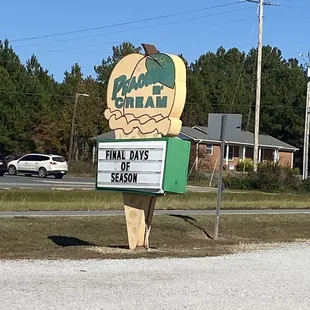 PEACHES
N'
CREAM
FINAL DAYS
OF
SEASON